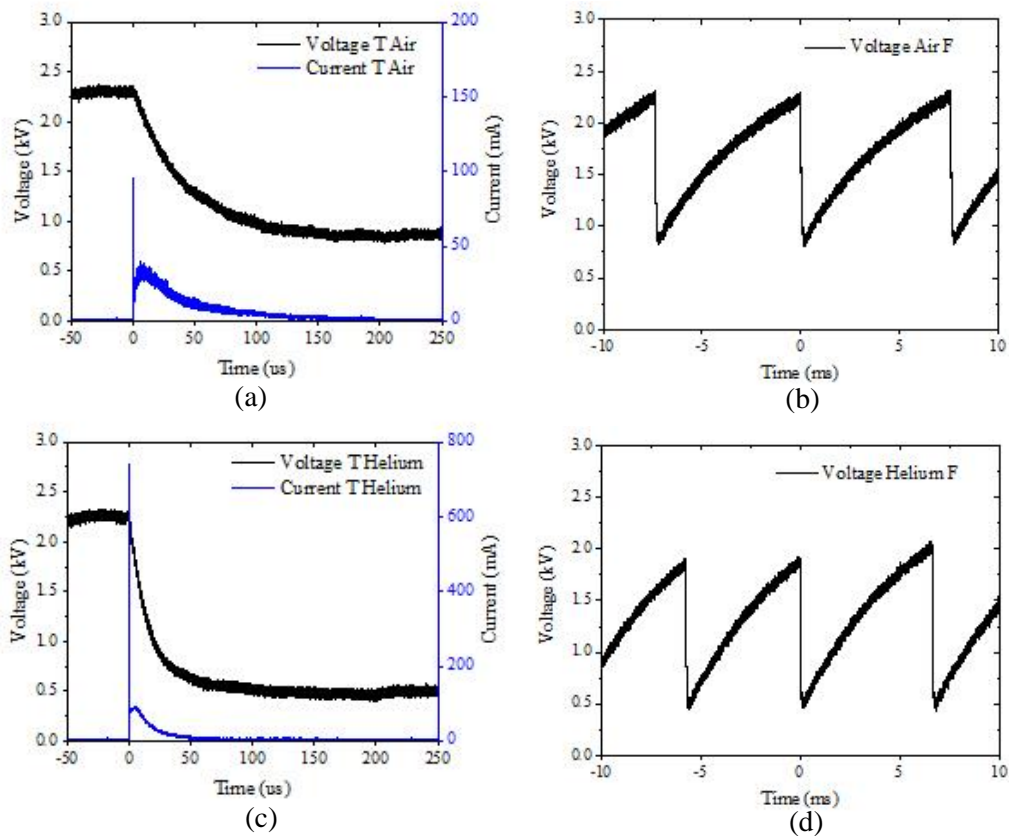 3.0
2.5
2.0
1.5
1.0
0.5
0.0
Voltage (kV)
Voltage T Air
Current T Air
200
150
100
50
0
Current (mA)
-50 0 50 100 150 200 250
Time (us)
(a)
3.0
2.5
2.0
1.5
1.0
0.5
0.0
Voltage (kV)
Voltage Air F
-10 -5 0 5 10
Time (ms)
(b)
3.0
2.5
2.0
1.5
1.0
0.5
0.0
Voltage (kV)
Voltage T Helium
Current T Helium
800
600
400
200
0
Current (mA)
-50 0 50 100 150 200 250
Time (us)
(c)
3.0
2.5
2.0
1.5
1.0
0.5
0.0
Voltage (kV)
Voltage Helium F
-10 -5 0 5 10
Time (ms)
(d)